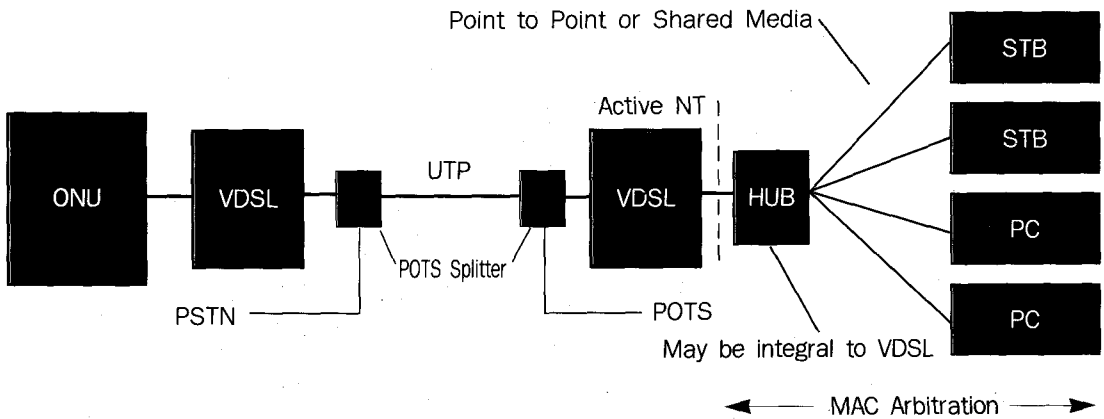 Point to Point or Shared Media
STB
Active NT
STB
ONU
VDSL
UTP
VDSL
HUB
PC
POTS Splitter
PSTN
POTS
PC
May be integral to VDSL
MAC Arbitration